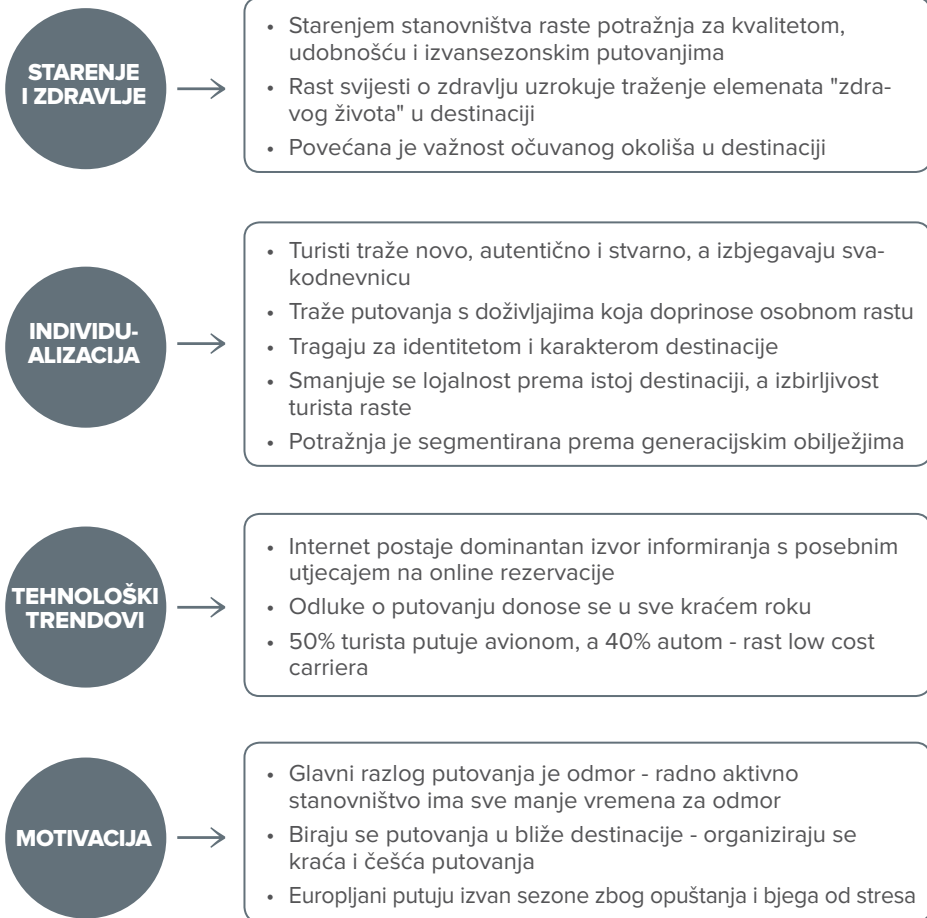 STARENJE
I ZDRAVLJE
• Starenjem stanovništva raste potražnja za kvalitetom,
udobnošću i izvansezonskim putovanjima
• Rast svijesti o zdravlju uzrokuje traženje elemenata "zdra-
vog života" u destinaciji
• Povećana je važnost očuvanog okoliša u destinaciji
INDIVIDU-
ALIZACIJA
• Turisti traže novo, autentično i stvarno, a izbjegavaju sva-
kodnevnicu
• Traže putovanja s doživljajima koja doprinose osobnom rastu
• Tragaju za identitetom i karakterom destinacije
• Smanjuje se lojalnost prema istoj destinaciji, a izbirljivost
turista raste
• Potražnja je segmentirana prema generacijskim obilježjima
TEHNOLOŠKI
TRENDOVI
• Internet postaje dominantan izvor informiranja s posebnim
utjecajem na online rezervacije
• Odluke o putovanju donose se u sve kraćem roku
• 50% turista putuje avionom, a 40% autom - rast low cost
carriera
MOTIVACIJA
• Glavni razlog putovanja je odmor - radno aktivno
stanovništvo ima sve manje vremena za odmor
• Biraju se putovanja u bliže destinacije - organiziraju se
kraća i češća putovanja
• Europljani putuju izvan sezone zbog opuštanja i bjega od stresa